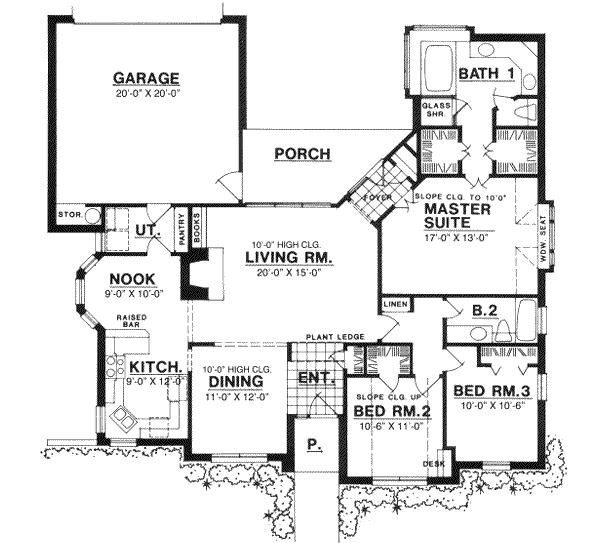 GARAGE
20'-0" X 20'-0"
BATH 1
GLASS
SHR.
PORCH
FOYER
SLOPE CLG. TO 10'0"
MASTER
SUITE
17'-0" X 13'-0"
WDW. SEAT
STOR.
UT.
PANTRY
BOOKS
10'-0" HIGH CLG.
LIVING RM.
20'-0" X 15'-0"
NOOK
9'-0" X 10'-0"
RAISED
BAR
LINEN
B.2
PLANT LEDGE
KITCH.
9'-0" X 12'-0"
10'-0" HIGH CLG.
DINING
11'-0" X 12'-0"
ENT.
SLOPE CLG. UP
BED RM.2
10'-6" X 11'-0"
BED RM.3
10'-0" X 10'-6"
P.
DESK